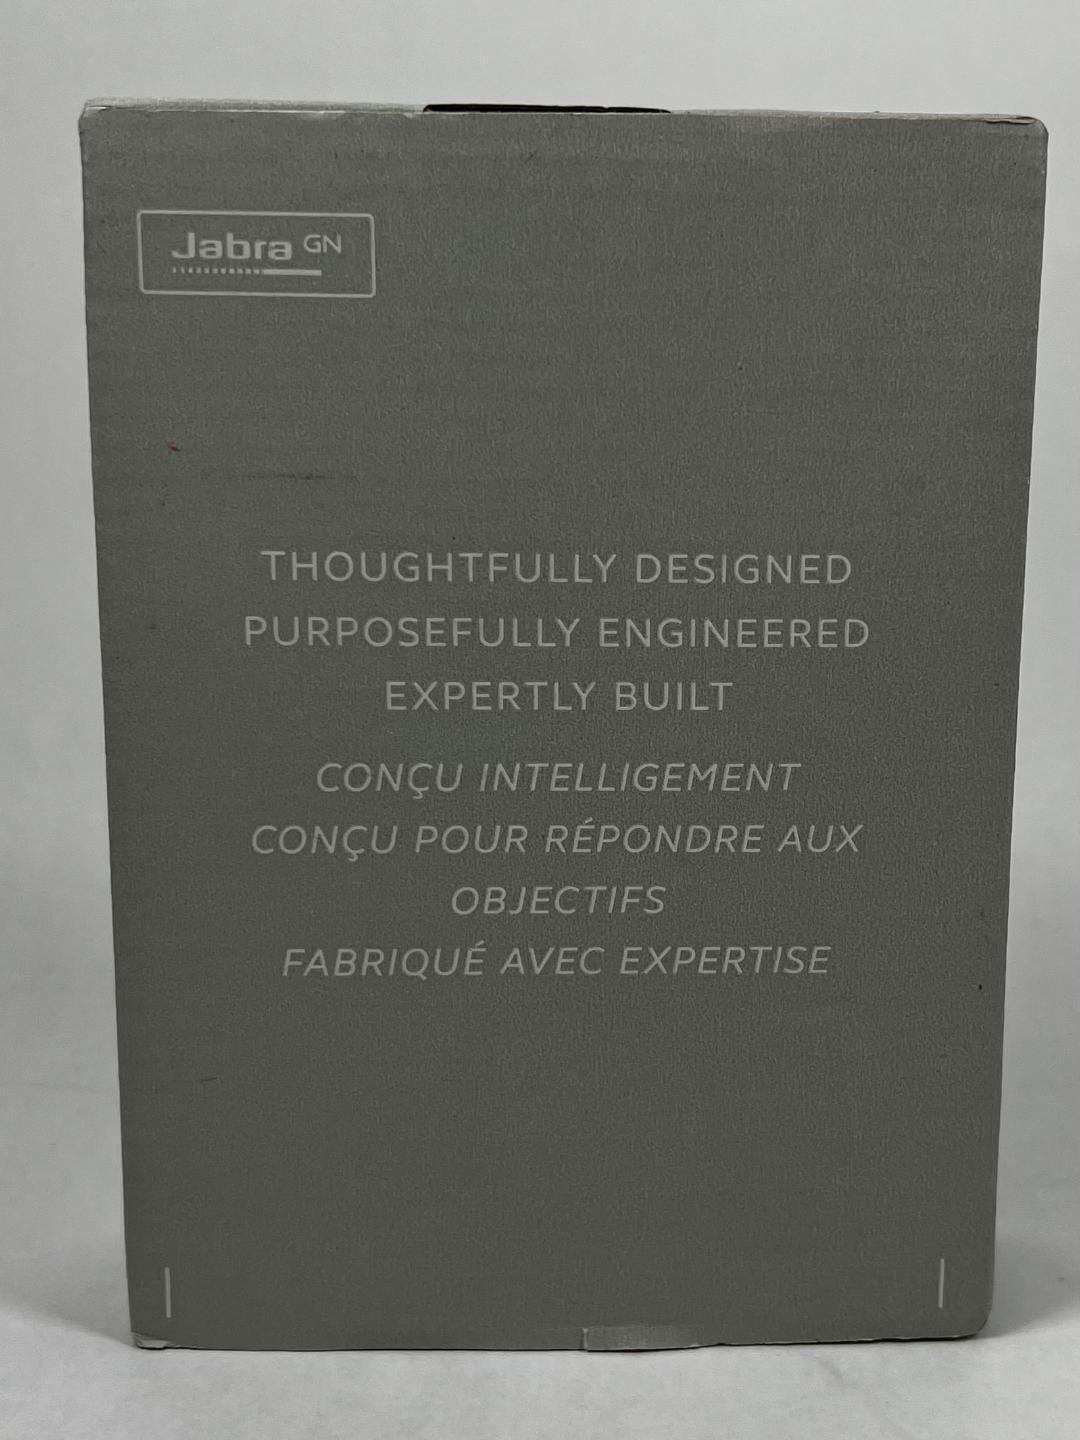 Jabra GN
THOUGHTFULLY DESIGNED
PURPOSEFULLY ENGINEERED
EXPERTLY BUILT
CONÇU INTELLIGEMENT
CONÇU POUR RÉPONDRE AUX
OBJECTIFS
FABRIQUÉ AVEC EXPERTISE